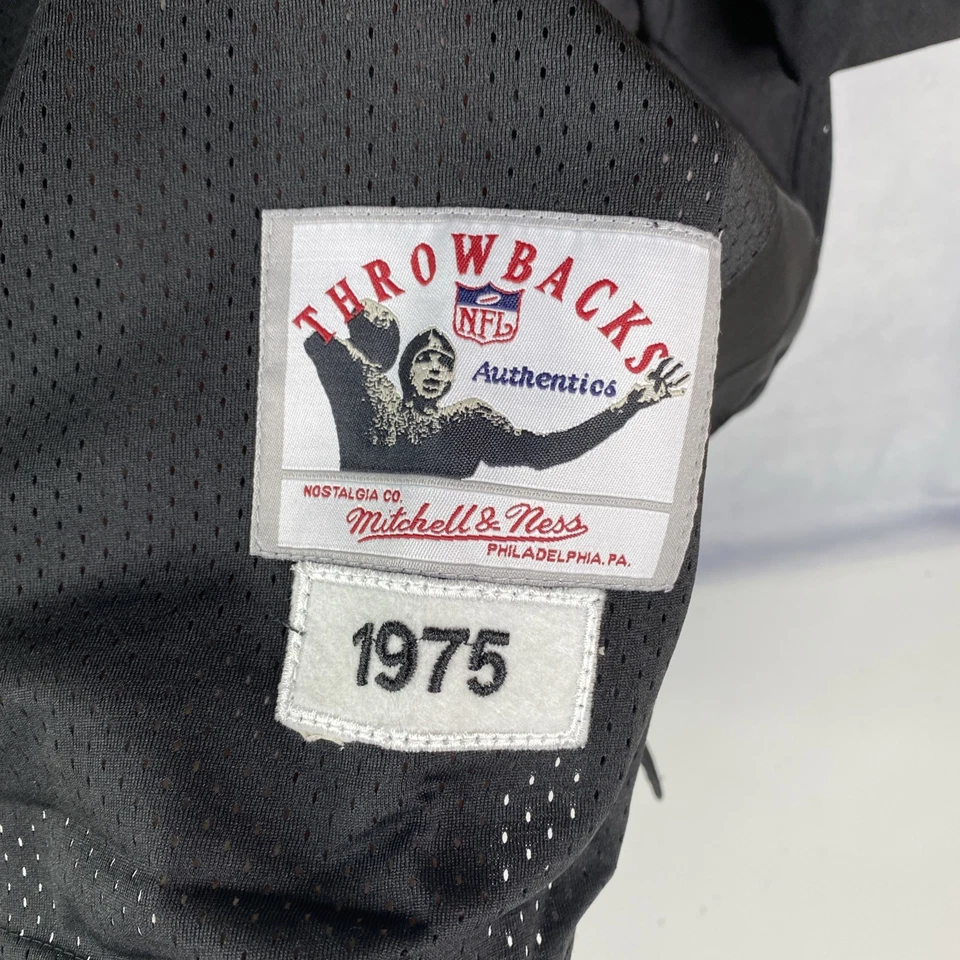 THROWBACKS
NFL
Authentics
NOSTALGIA CO.
Mitchell & Ness
PHILADELPHIA, PA.
1975